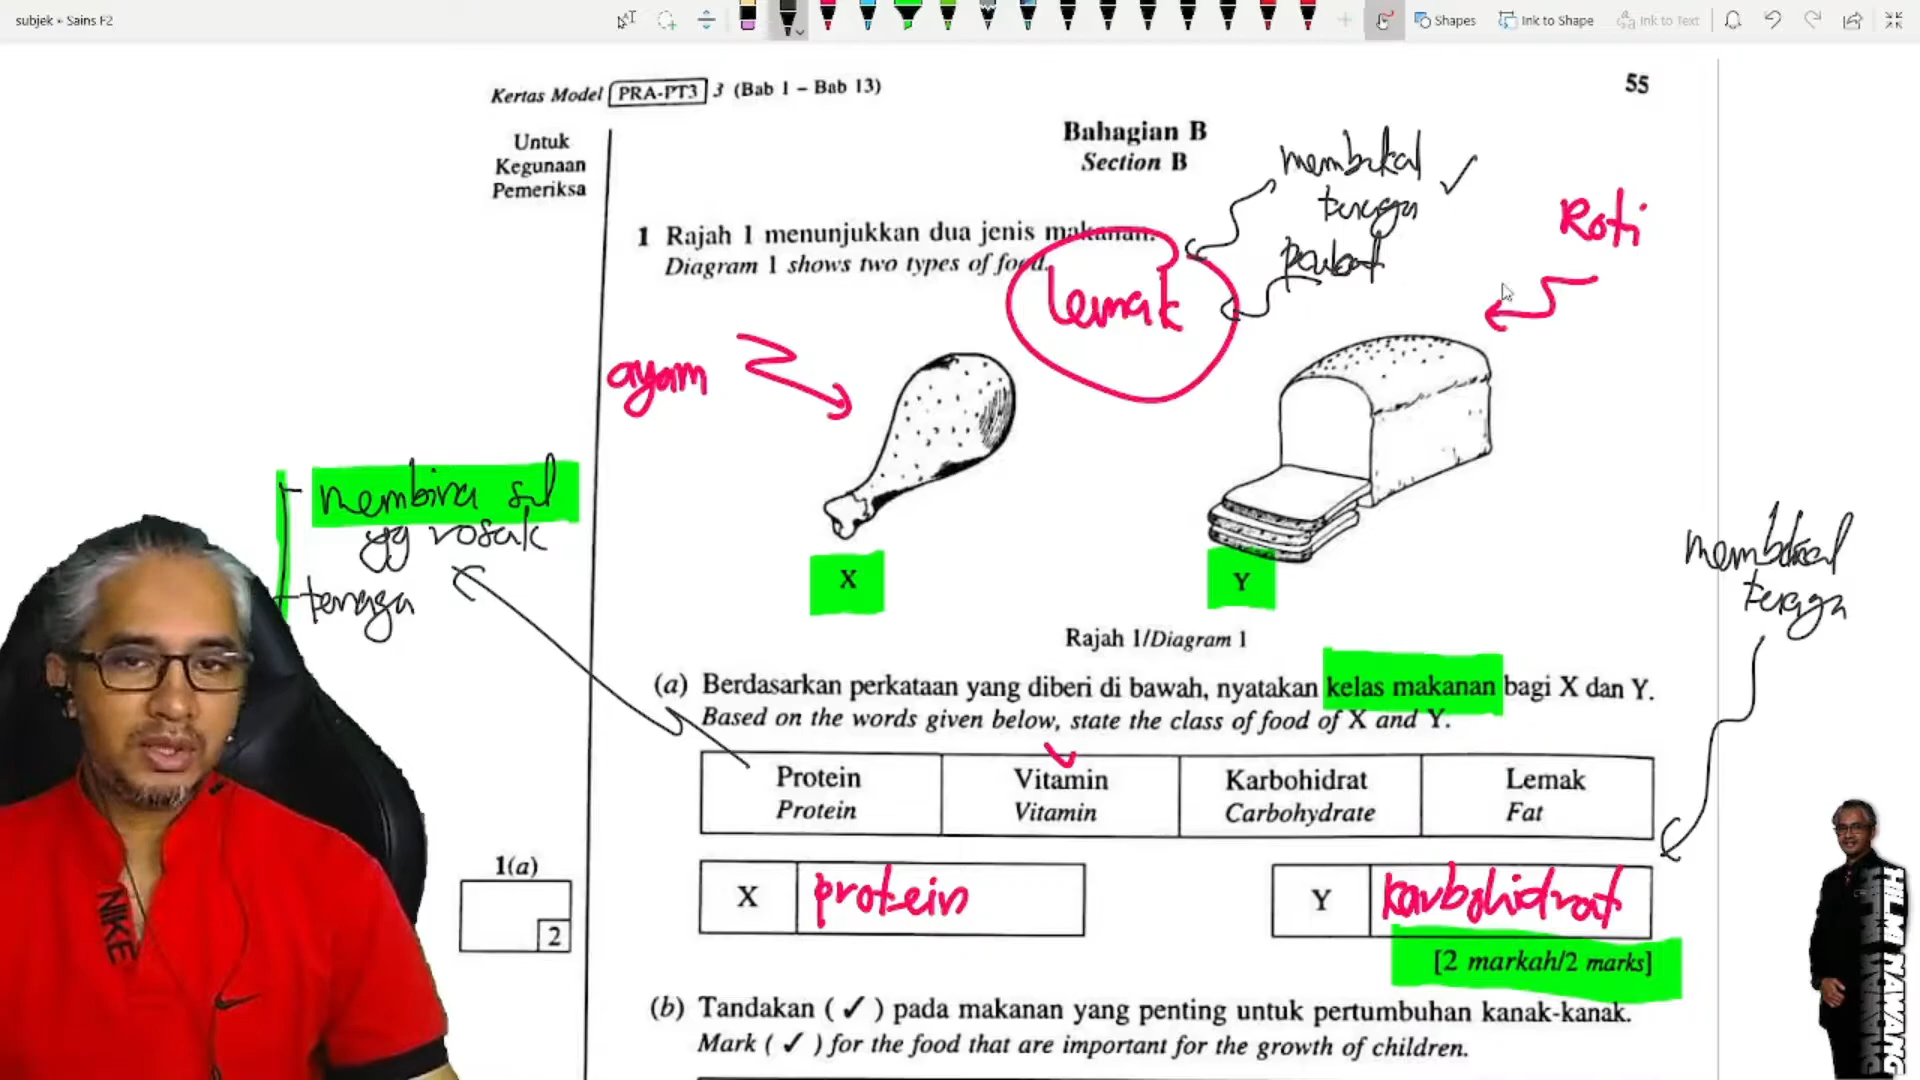 subjek • Sains F2
Shapes
Ink to Shape
Ink to Text
Kertas Model PRA-PT3 3 (Bab 1 – Bab 13)
55
Untuk
Kegunaan
Pemeriksa
Bahagian B
Section B
membekal
tenaga
penebat
Roti
1 Rajah 1 menunjukkan dua jenis makanan.
Diagram 1 shows two types of food.
Lemak
ayam
membina sel
yg rosak
tenaga
X
Y
membekal
tenaga
Rajah 1/Diagram 1
(a) Berdasarkan perkataan yang diberi di bawah, nyatakan kelas makanan bagi X dan Y.
Based on the words given below, state the class of food of X and Y.
Protein Vitamin Karbohidrat Lemak
Protein Vitamin Carbohydrate Fat
1(a)
2
X protein
Y karbohidrat
[2 markah/2 marks]
(b) Tandakan ( ✓ ) pada makanan yang penting untuk pertumbuhan kanak-kanak.
Mark ( ✓ ) for the food that are important for the growth of children.
NIKE
HILMI NAWANG